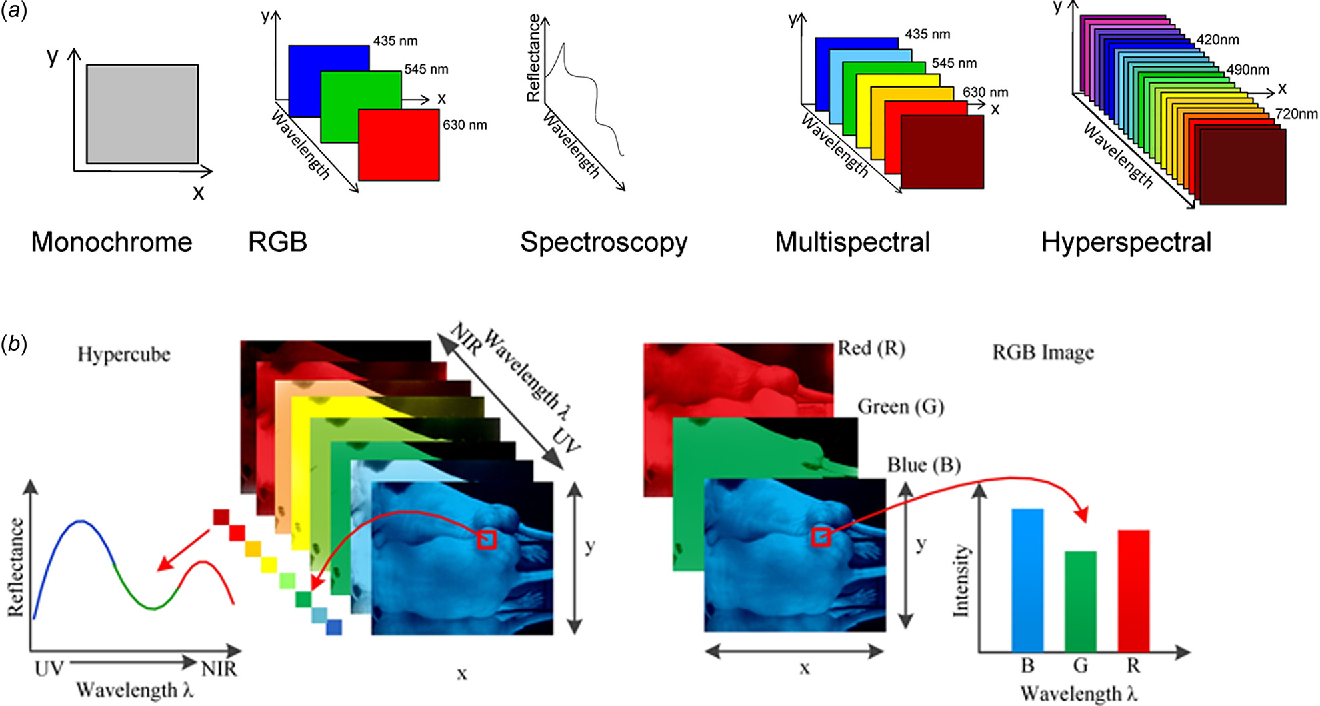 (a)
y
x
Monochrome
y
435 nm
545 nm
x
630 nm
Wavelength
RGB
Reflectance
Wavelength
Spectroscopy
y
435 nm
545 nm
630 nm
x
Wavelength
Multispectral
y
420nm
490nm
x
720nm
Wavelength
Hyperspectral
(b)
Hypercube
NIR
Wavelength λ
UV
y
x
Reflectance
UV
NIR
Wavelength λ
Red (R)
Green (G)
Blue (B)
y
x
RGB Image
Intensity
B
G
R
Wavelength λ